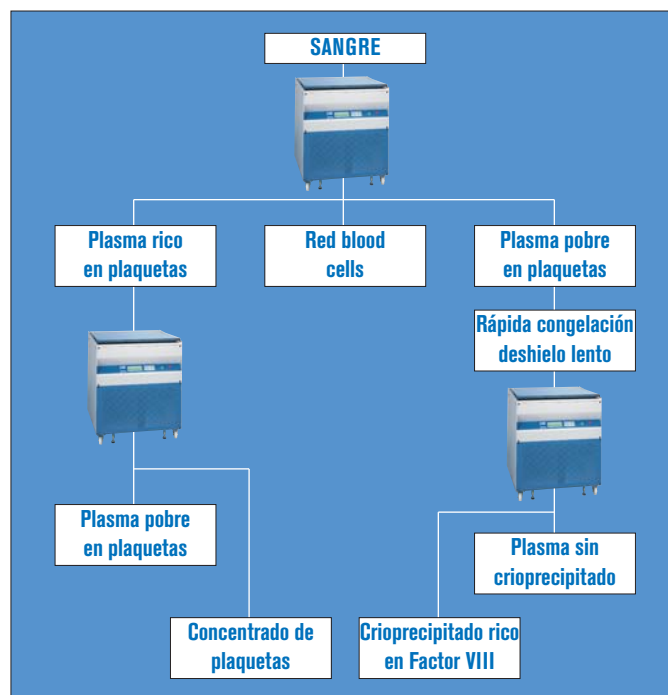 SANGRE
Plasma rico
en plaquetas
Red blood
cells
Plasma pobre
en plaquetas
Rápida congelación
deshielo lento
Plasma pobre
en plaquetas
Plasma sin
crioprecipitado
Concentrado de
plaquetas
Crioprecipitado rico
en Factor VIII